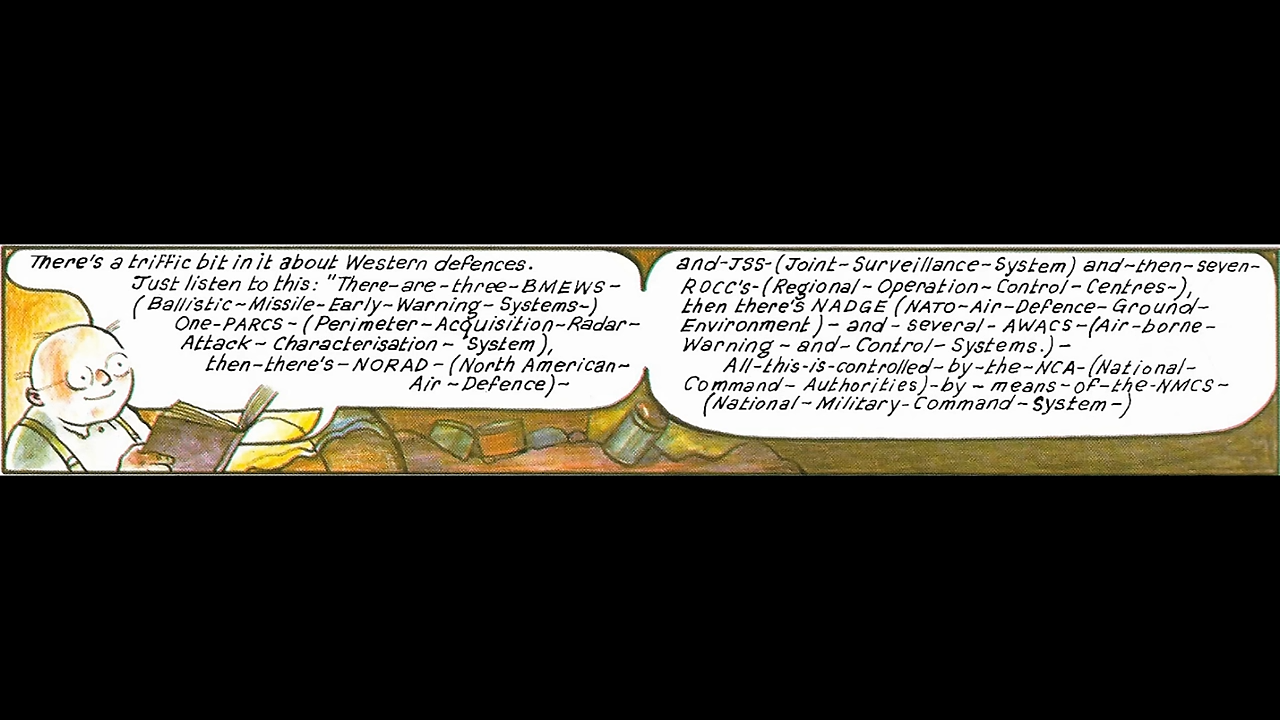 There's a triffic bit in it about Western defences.
Just listen to this: "There-are-three-BMEWS-
(Ballistic-Missile-Early-Warning-Systems-)
One-PARCS-(Perimeter-Acquisition-Radar-
Attack-Characterisation-System),
then-there's-NORAD-(North American-
Air-Defence)-
and-JSS-(Joint-Surveillance-System) and-then-seven-
ROCC's-(Regional-Operation-Control-Centres-),
then there's NADGE (NATO-Air-Defence-Ground-
Environment)-and-several-AWACS-(Air-borne-
Warning-and-Control-Systems.)-
All-this-is-controlled-by-the-NCA-(National-
Command-Authorities)-by-means-of-the-NMCS-
(National-Military-Command-System-)